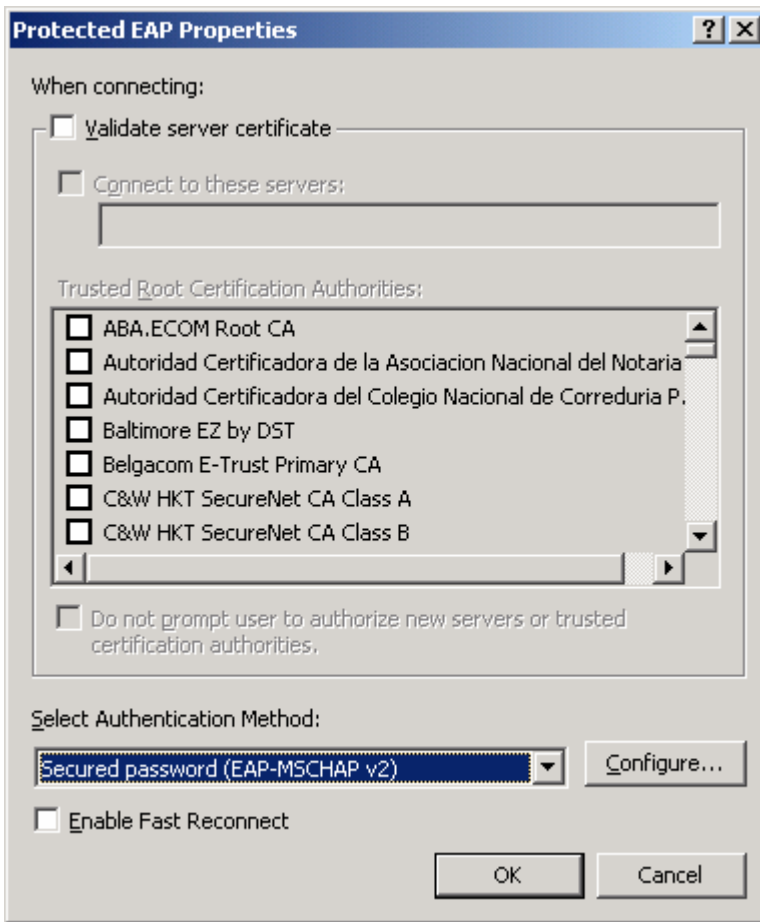 Protected EAP Properties
When connecting:
Validate server certificate
Connect to these servers:
Trusted Root Certification Authorities:
ABA.ECOM Root CA
Autoridad Certificadora de la Asociacion Nacional del Notaria
Autoridad Certificadora del Colegio Nacional de Correduria P.
Baltimore EZ by DST
Belgacom E-Trust Primary CA
C&W HKT SecureNet CA Class A
C&W HKT SecureNet CA Class B
Do not prompt user to authorize new servers or trusted
certification authorities.
Select Authentication Method:
Secured password (EAP-MSCHAP v2)
Configure...
Enable Fast Reconnect
OK Cancel